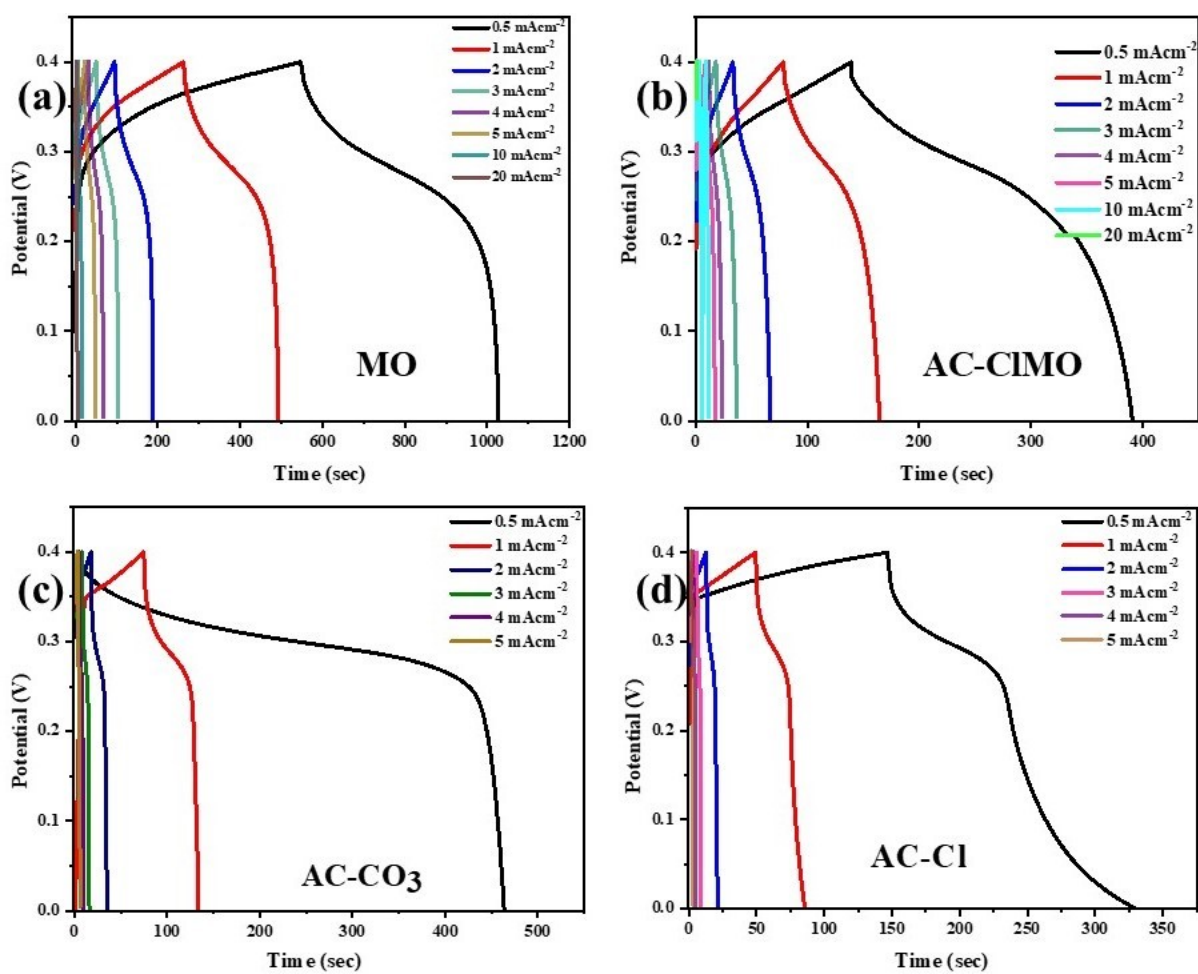 (a)
Potential (V)
0.4
0.3
0.2
0.1
0.0
0 200 400 600 800 1000 1200
Time (sec)
MO
0.5 mAcm-2
1 mAcm-2
2 mAcm-2
3 mAcm-2
4 mAcm-2
5 mAcm-2
10 mAcm-2
20 mAcm-2
(b)
Potential (V)
0.4
0.3
0.2
0.1
0.0
0 100 200 300 400
Time (sec)
AC-ClMO
0.5 mAcm-2
1 mAcm-2
2 mAcm-2
3 mAcm-2
4 mAcm-2
5 mAcm-2
10 mAcm-2
20 mAcm-2
(c)
Potential (V)
0.4
0.3
0.2
0.1
0.0
0 100 200 300 400 500
Time (sec)
AC-CO3
0.5 mAcm-2
1 mAcm-2
2 mAcm-2
3 mAcm-2
4 mAcm-2
5 mAcm-2
(d)
Potential (V)
0.4
0.3
0.2
0.1
0.0
0 50 100 150 200 250 300 350
Time (sec)
AC-Cl
0.5 mAcm-2
1 mAcm-2
2 mAcm-2
3 mAcm-2
4 mAcm-2
5 mAcm-2